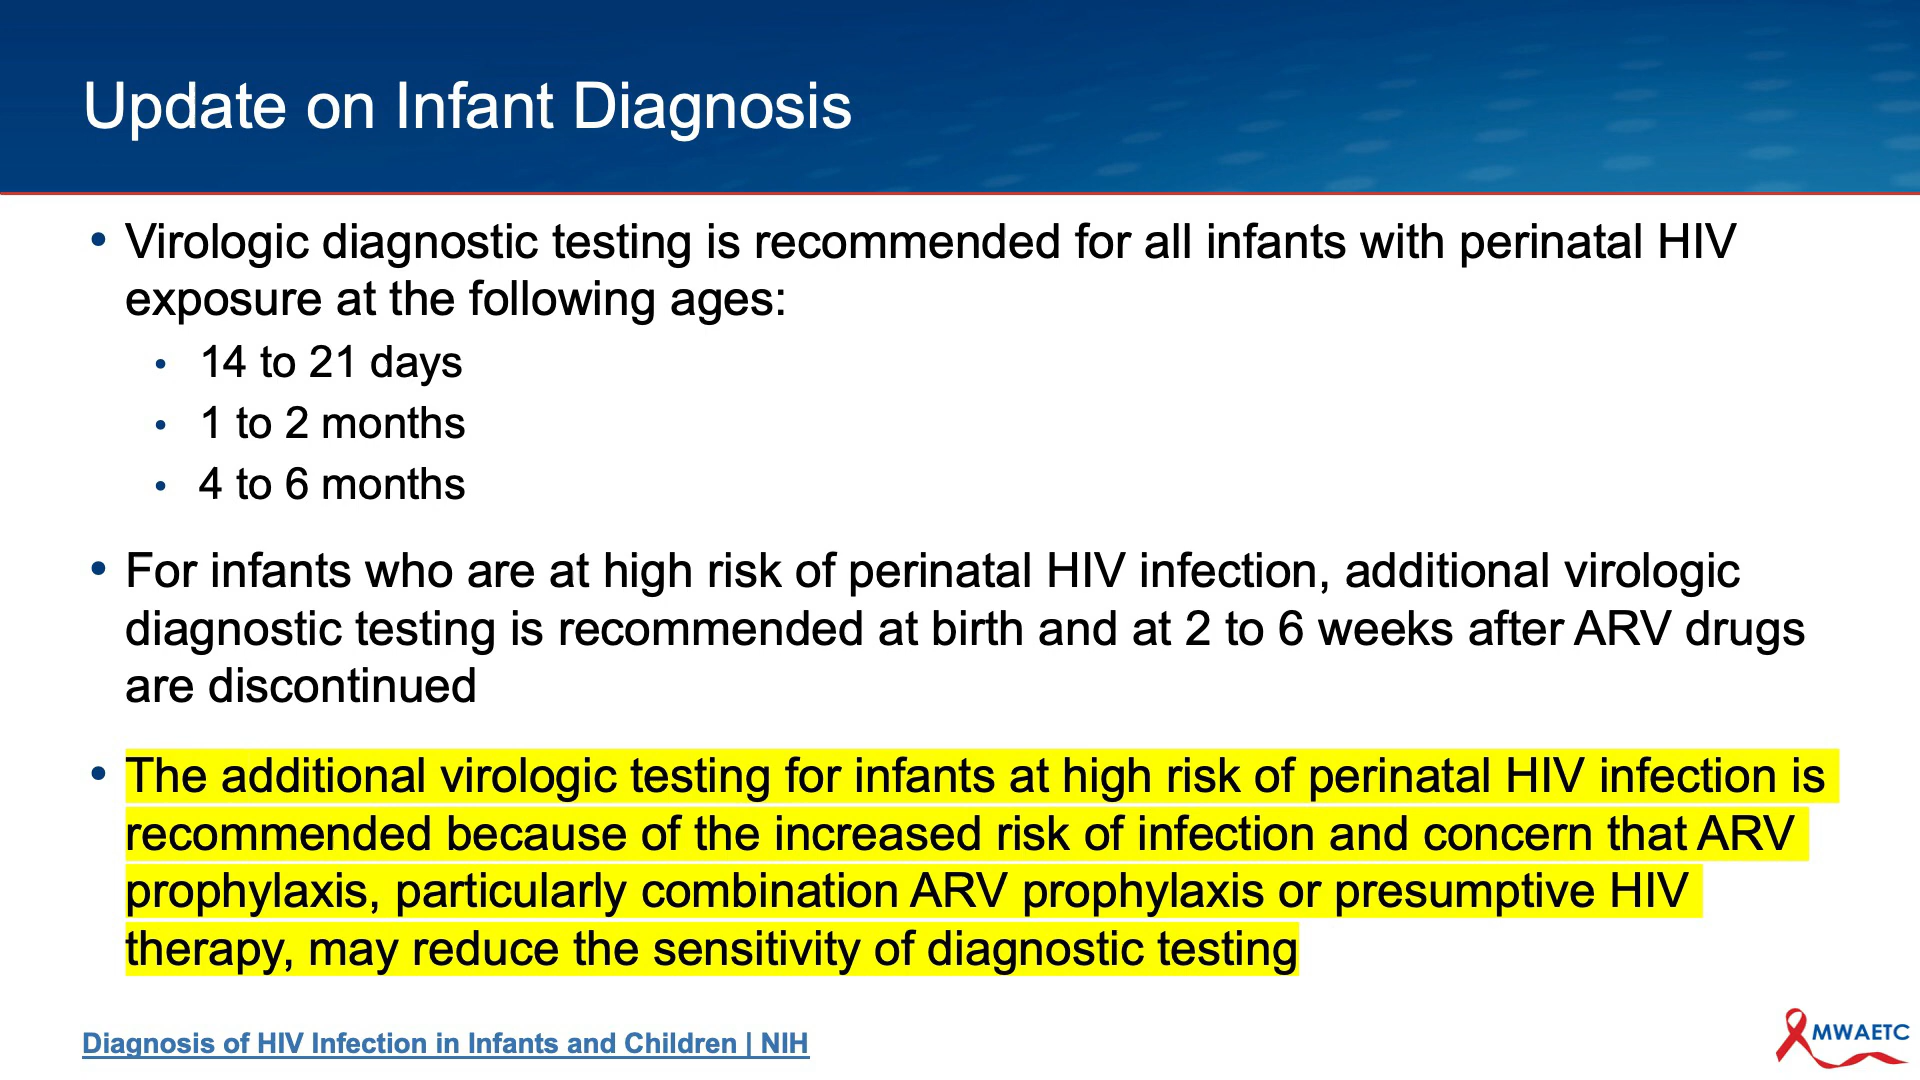 Update on Infant Diagnosis
• Virologic diagnostic testing is recommended for all infants with perinatal HIV
exposure at the following ages:
• 14 to 21 days
• 1 to 2 months
• 4 to 6 months
• For infants who are at high risk of perinatal HIV infection, additional virologic
diagnostic testing is recommended at birth and at 2 to 6 weeks after ARV drugs
are discontinued
• The additional virologic testing for infants at high risk of perinatal HIV infection is
recommended because of the increased risk of infection and concern that ARV
prophylaxis, particularly combination ARV prophylaxis or presumptive HIV
therapy, may reduce the sensitivity of diagnostic testing
Diagnosis of HIV Infection in Infants and Children | NIH
MWAETC